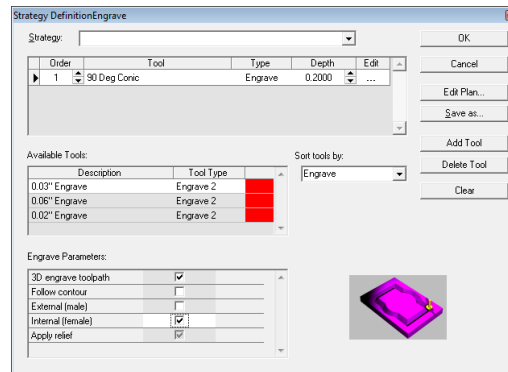 Strategy DefinitionEngrave
Strategy:
OK
Order Tool Type Depth Edit
1 90 Deg Conic Engrave 0.2000 ...
Cancel
Edit Plan...
Save as...
Add Tool
Delete Tool
Clear
Available Tools:
Sort tools by:
Engrave
Description Tool Type
0.03" Engrave Engrave 2
0.06" Engrave Engrave 2
0.02" Engrave Engrave 2
Engrave Parameters:
3D engrave toolpath
Follow contour
External (male)
Internal (female)
Apply relief